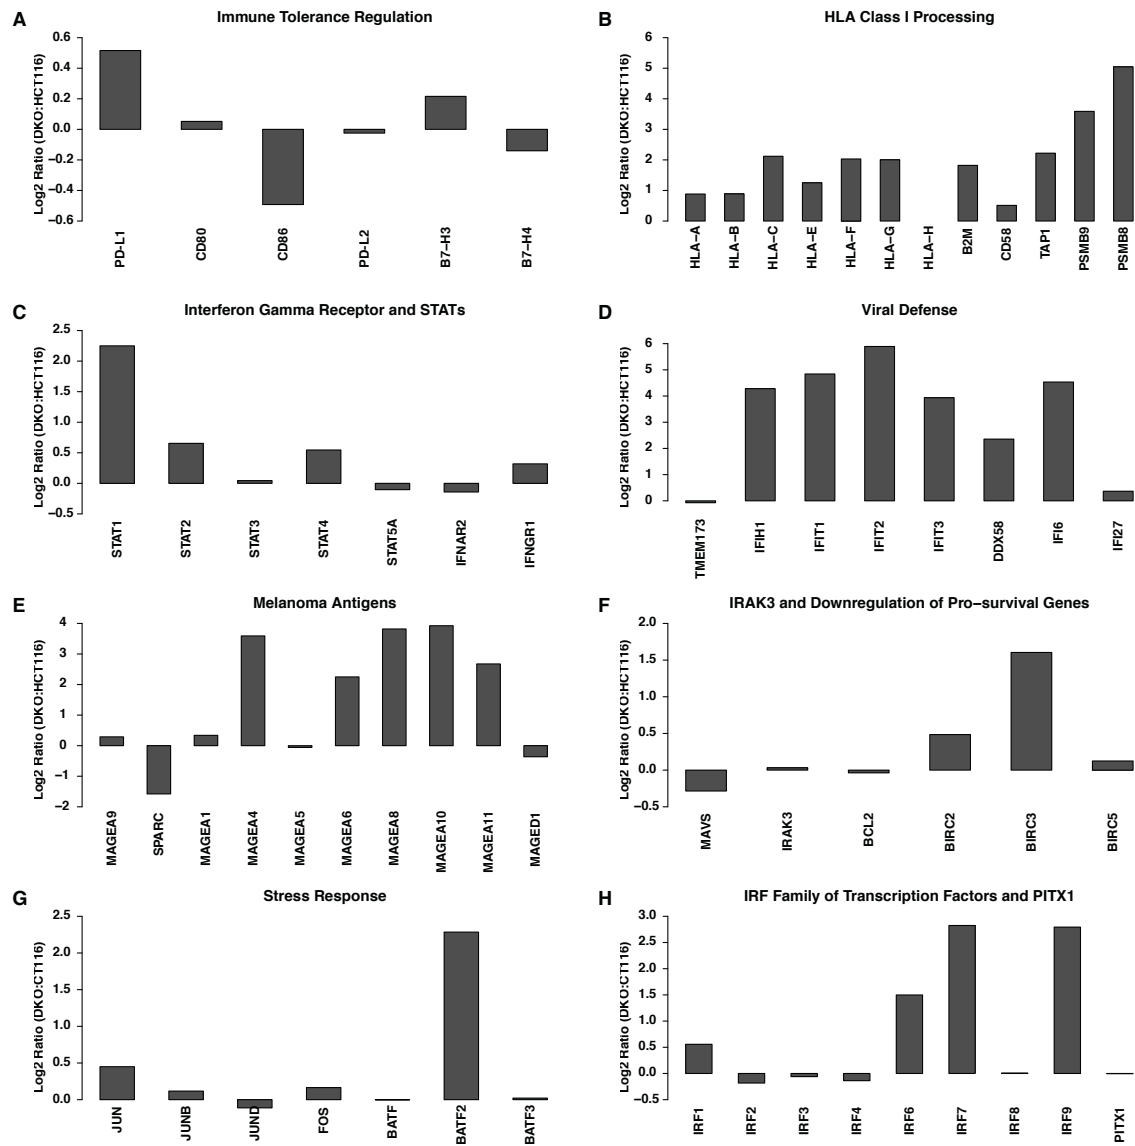 A
Immune Tolerance Regulation
Log2 Ratio (DKO:HCT116)
0.6
0.4
0.2
0.0
−0.2
−0.4
−0.6
PD-L1
CD80
CD86
PD-L2
B7−H3
B7−H4
B
HLA Class I Processing
Log2 Ratio (DKO:HCT116)
6
5
4
3
2
1
0
HLA−A
HLA−B
HLA−C
HLA−E
HLA−F
HLA−G
HLA−H
B2M
CD58
TAP1
PSMB9
PSMB8
C
Interferon Gamma Receptor and STATs
Log2 Ratio (DKO:HCT116)
2.5
2.0
1.5
1.0
0.5
0.0
−0.5
STAT1
STAT2
STAT3
STAT4
STAT5A
IFNAR2
IFNGR1
D
Viral Defense
Log2 Ratio (DKO:HCT116)
6
5
4
3
2
1
0
TMEM173
IFIH1
IFIT1
IFIT2
IFIT3
DDX58
IFI6
IFI27
E
Melanoma Antigens
Log2 Ratio (DKO:HCT116)
4
3
2
1
0
−1
−2
MAGEA9
SPARC
MAGEA1
MAGEA4
MAGEA5
MAGEA6
MAGEA8
MAGEA10
MAGEA11
MAGED1
F
IRAK3 and Downregulation of Pro−survival Genes
Log2 Ratio (DKO:HCT116)
2.0
1.5
1.0
0.5
0.0
−0.5
MAVS
IRAK3
BCL2
BIRC2
BIRC3
BIRC5
G
Stress Response
Log2 Ratio (DKO:CT116)
2.5
2.0
1.5
1.0
0.5
0.0
JUN
JUNB
JUND
FOS
BATF
BATF2
BATF3
H
IRF Family of Transcription Factors and PITX1
Log2 Ratio (DKO:CT116)
3.0
2.5
2.0
1.5
1.0
0.5
0.0
−0.5
IRF1
IRF2
IRF3
IRF4
IRF6
IRF7
IRF8
IRF9
PITX1